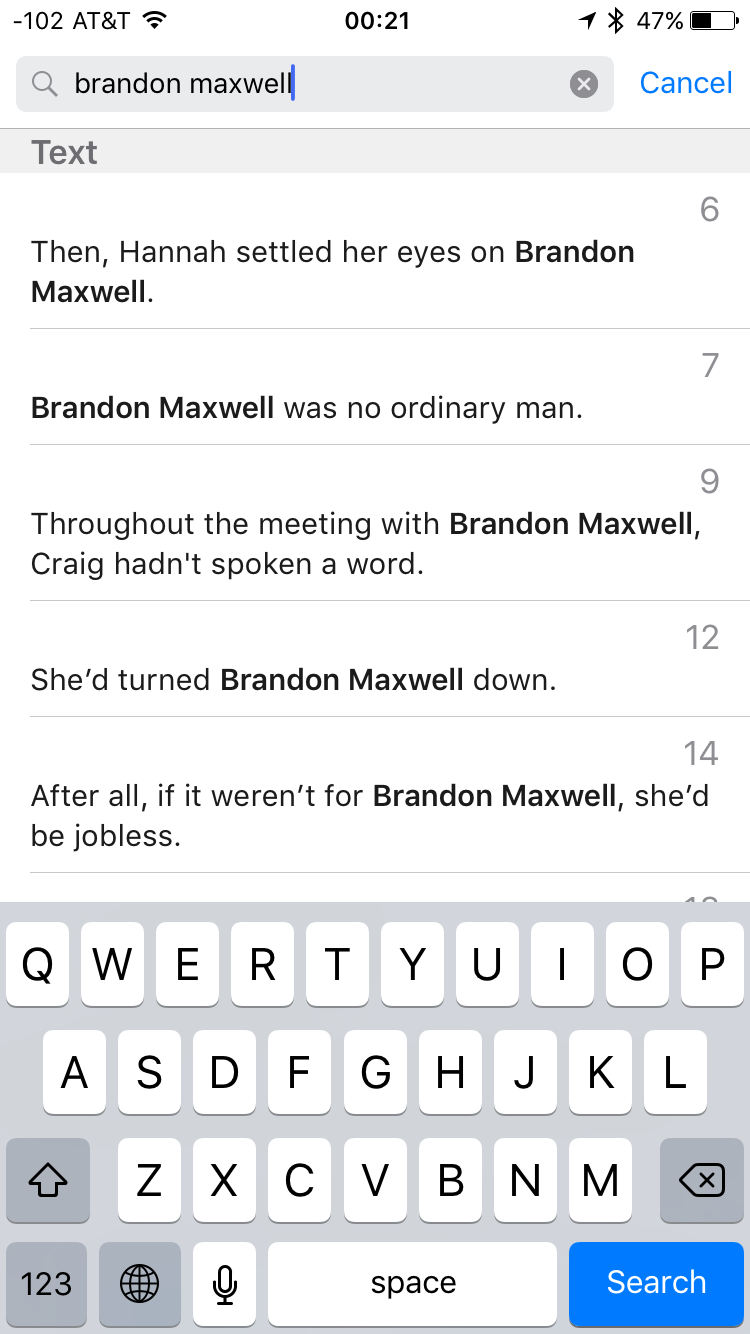 -102 AT&T 00:21 47%
brandon maxwell Cancel
Text
6
Then, Hannah settled her eyes on Brandon
Maxwell.
7
Brandon Maxwell was no ordinary man.
9
Throughout the meeting with Brandon Maxwell,
Craig hadn't spoken a word.
12
She’d turned Brandon Maxwell down.
14
After all, if it weren’t for Brandon Maxwell, she’d
be jobless.
Q W E R T Y U I O P
A S D F G H J K L
Z X C V B N M
123 space Search